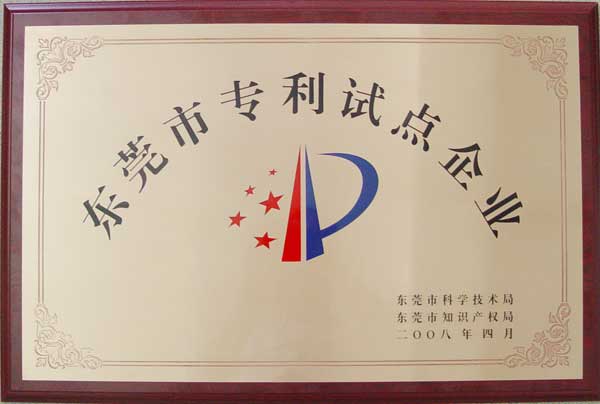 东莞市专利试点企业
东莞市科学技术局
东莞市知识产权局
二〇〇八年四月